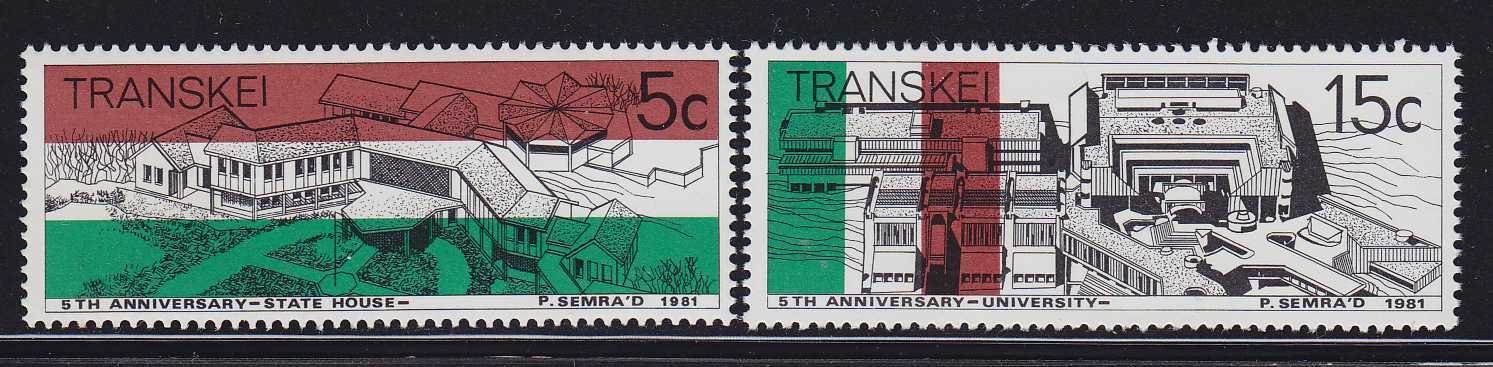 TRANSKEI 5c
5TH ANNIVERSARY-STATE HOUSE- P. SEMRA'D 1981
TRANSKEI 15c
5TH ANNIVERSARY-UNIVERSITY- P. SEMRA'D 1981